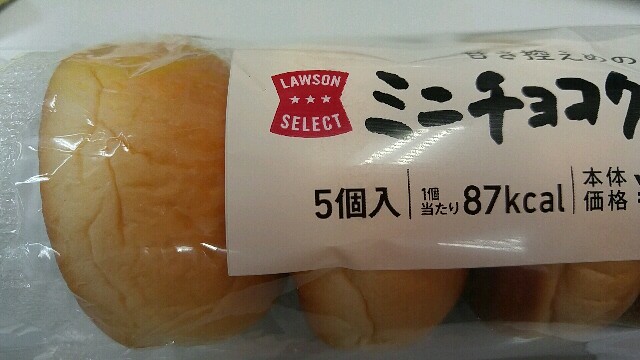 甘さ控えめの
LAWSON
SELECT
ミニチョコク
5個入
1個
当たり
87kcal
本体
価格